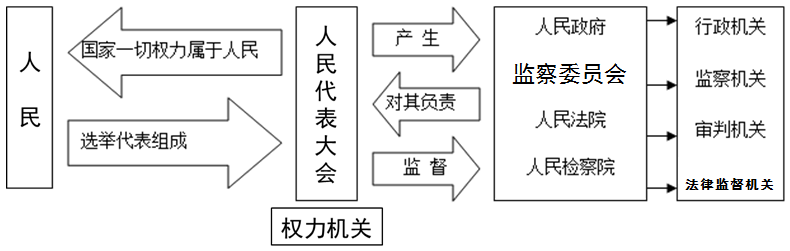 人民
国家一切权力属于人民
选举代表组成
人民代表大会
权力机关
产 生
对其负责
监 督
人民政府
监察委员会
人民法院
人民检察院
行政机关
监察机关
审判机关
法律监督机关